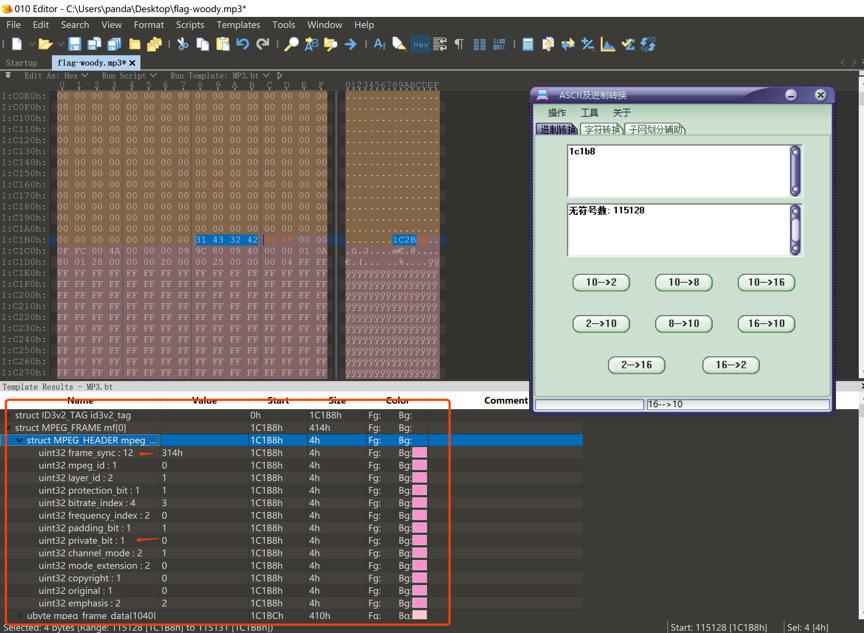 010 Editor - C:\Users\panda\Desktop\flag-woody.mp3*
File Edit Search View Format Scripts Templates Tools Window Help
Startup flag-woody.mp3*
Edit As: Hex Run Script Run Template: MP3.bt
0 1 2 3 4 5 6 7 8 9 A B C D E F 0123456789ABCDEF
1:C0E0h: 00 00 00 00 00 00 00 00 00 00 00 00 00 00 00 00 ................
1:C0F0h: 00 00 00 00 00 00 00 00 00 00 00 00 00 00 00 00 ................
1:C100h: 00 00 00 00 00 00 00 00 00 00 00 00 00 00 00 00 ................
1:C110h: 00 00 00 00 00 00 00 00 00 00 00 00 00 00 00 00 ................
1:C120h: 00 00 00 00 00 00 00 00 00 00 00 00 00 00 00 00 ................
1:C130h: 00 00 00 00 00 00 00 00 00 00 00 00 00 00 00 00 ................
1:C140h: 00 00 00 00 00 00 00 00 00 00 00 00 00 00 00 00 ................
1:C150h: 00 00 00 00 00 00 00 00 00 00 00 00 00 00 00 00 ................
1:C160h: 00 00 00 00 00 00 00 00 00 00 00 00 00 00 00 00 ................
1:C170h: 00 00 00 00 00 00 00 00 00 00 00 00 00 00 00 00 ................
1:C180h: 00 00 00 00 00 00 00 00 00 00 00 00 00 00 00 00 ................
1:C190h: 00 00 00 00 00 00 00 00 00 00 00 00 00 00 00 00 ................
1:C1A0h: 00 00 00 00 00 00 00 00 00 00 00 00 00 00 00 00 ................
1:C1B0h: 00 00 00 00 00 00 00 00 31 43 32 42 00 00 ........1C2B
1:C1C0h: 0F FC 00 4A 00 00 00 09 9C 80 09 40 00 00 01 0A .ü.J....œ€.@....
1:C1D0h: 80 01 28 00 00 00 20 00 00 25 00 00 00 04 FF FF €.(... ..%....ÿÿ
1:C1E0h: FF FF FF FF FF FF FF FF FF FF FF FF FF FF FF FF ÿÿÿÿÿÿÿÿÿÿÿÿÿÿÿÿ
1:C1F0h: FF FF FF FF FF FF FF FF FF FF FF FF FF FF FF FF ÿÿÿÿÿÿÿÿÿÿÿÿÿÿÿÿ
1:C200h: FF FF FF FF FF FF FF FF FF FF FF FF FF FF FF FF ÿÿÿÿÿÿÿÿÿÿÿÿÿÿÿÿ
1:C210h: FF FF FF FF FF FF FF FF FF FF FF FF FF FF FF FF ÿÿÿÿÿÿÿÿÿÿÿÿÿÿÿÿ
1:C220h: FF FF FF FF FF FF FF FF FF FF FF FF FF FF FF FF ÿÿÿÿÿÿÿÿÿÿÿÿÿÿÿÿ
1:C230h: FF FF FF FF FF FF FF FF FF FF FF FF FF FF FF FF ÿÿÿÿÿÿÿÿÿÿÿÿÿÿÿÿ
1:C240h: FF FF FF FF FF FF FF FF FF FF FF FF FF FF FF FF ÿÿÿÿÿÿÿÿÿÿÿÿÿÿÿÿ
1:C250h: FF FF FF FF FF FF FF FF FF FF FF FF FF FF FF FF ÿÿÿÿÿÿÿÿÿÿÿÿÿÿÿÿ
1:C260h: FF FF FF FF FF FF FF FF FF FF FF FF FF FF FF FF ÿÿÿÿÿÿÿÿÿÿÿÿÿÿÿÿ
1:C270h: FF FF FF FF FF FF FF FF FF FF FF FF FF FF FF FF ÿÿÿÿÿÿÿÿÿÿÿÿÿÿÿÿ
ASCII及进制转换
操作 工具 关于
进制转换 字符转换 子网划分辅助
1c1b8
无符号数: 115128
10-->2 10-->8 10-->16
2-->10 8-->10 16-->10
2-->16 16-->2
16-->10
Template Results - MP3.bt
Name Value Start Size Color Comment
struct ID3v2_TAG id3v2_tag 0h 1C1B8h Fg: Bg:
struct MPEG_FRAME mf[0] 1C1B8h 414h Fg: Bg:
struct MPEG_HEADER mpeg_... 1C1B8h 4h Fg: Bg:
uint32 frame_sync : 12 314h 1C1B8h 4h Fg: Bg:
uint32 mpeg_id : 1 0 1C1B8h 4h Fg: Bg:
uint32 layer_id : 2 1 1C1B8h 4h Fg: Bg:
uint32 protection_bit : 1 1 1C1B8h 4h Fg: Bg:
uint32 bitrate_index : 4 3 1C1B8h 4h Fg: Bg:
uint32 frequency_index : 2 0 1C1B8h 4h Fg: Bg:
uint32 padding_bit : 1 1 1C1B8h 4h Fg: Bg:
uint32 private_bit : 1 0 1C1B8h 4h Fg: Bg:
uint32 channel_mode : 2 1 1C1B8h 4h Fg: Bg:
uint32 mode_extension : 2 0 1C1B8h 4h Fg: Bg:
uint32 copyright : 1 0 1C1B8h 4h Fg: Bg:
uint32 original : 1 0 1C1B8h 4h Fg: Bg:
uint32 emphasis : 2 2 1C1B8h 4h Fg: Bg:
ubyte mpeg_frame_data[1040] 1C1BCh 410h Fg: Bg:
Selected: 4 bytes (Range: 115128 [1C1B8h] to 115131 [1C1BBh]) Start: 115128 [1C1B8h] Sel: 4 [4h]